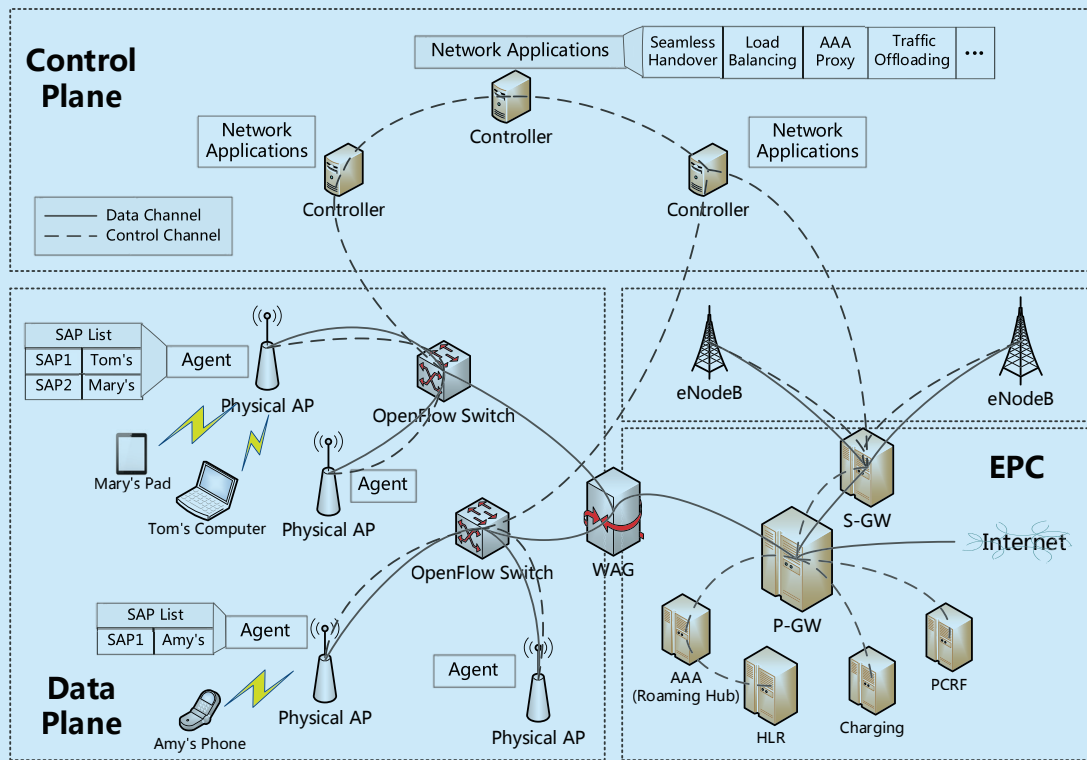 Control
Plane
Network Applications
Seamless
Handover
Load
Balancing
AAA
Proxy
Traffic
Offloading
...
Controller
Network
Applications
Controller
Network
Applications
Controller
Data Channel
Control Channel
SAP List
SAP1
Tom's
SAP2
Mary's
Agent
Physical AP
OpenFlow Switch
Mary's Pad
Tom's Computer
Agent
Physical AP
OpenFlow Switch
WAG
SAP List
SAP1
Amy's
Agent
Physical AP
Amy's Phone
Agent
Physical AP
Data
Plane
eNodeB
eNodeB
EPC
S-GW
Internet
P-GW
AAA
(Roaming Hub)
HLR
Charging
PCRF